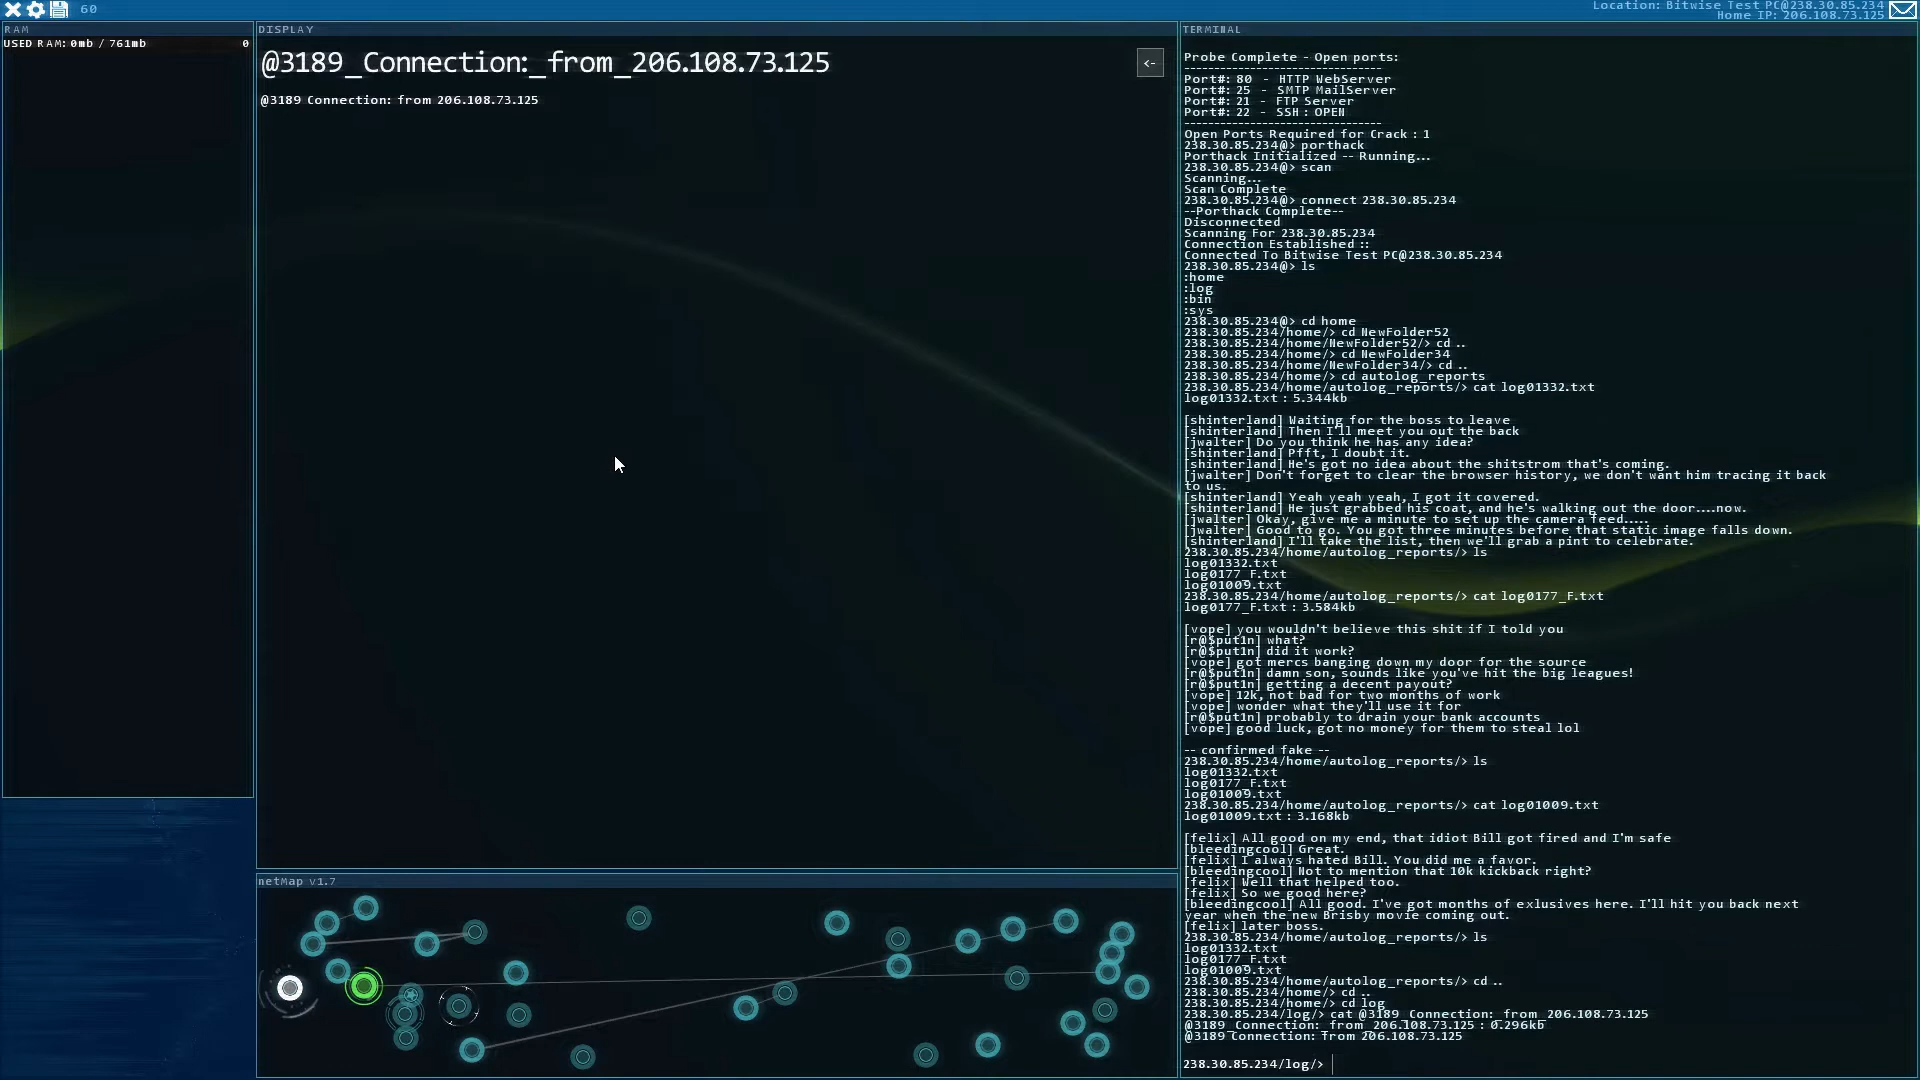 60
Location: Bitwise Test PC@238.30.85.234
Home IP: 206.108.73.125
RAM
USED RAM: 0mb / 761mb
0
DISPLAY
@3189_Connection:_from_206.108.73.125
<-
@3189 Connection: from 206.108.73.125
netMap v1.7
TERMINAL
Probe Complete - Open ports:
---------------------------------
Port#: 80  -  HTTP WebServer
Port#: 25  -  SMTP MailServer
Port#: 21  -  FTP Server
Port#: 22  -  SSH : OPEN
---------------------------------
Open Ports Required for Crack : 1
238.30.85.234@> porthack
Porthack Initialized -- Running...
238.30.85.234@> scan
Scanning...
Scan Complete
238.30.85.234@> connect 238.30.85.234
--Porthack Complete--
Disconnected
Scanning For 238.30.85.234
Connection Established ::
Connected To Bitwise Test PC@238.30.85.234
238.30.85.234@> ls
:home
:log
:bin
:sys
238.30.85.234@> cd home
238.30.85.234/home/> cd NewFolder52
238.30.85.234/home/NewFolder52/> cd ..
238.30.85.234/home/> cd NewFolder34
238.30.85.234/home/NewFolder34/> cd ..
238.30.85.234/home/> cd autolog_reports
238.30.85.234/home/autolog_reports/> cat log01332.txt
log01332.txt : 5.344kb
[shinterland] Waiting for the boss to leave
[shinterland] Then I'll meet you out the back
[jwalter] Do you think he has any idea?
[shinterland] Pfft, I doubt it.
[shinterland] He's got no idea about the shitstrom that's coming.
[jwalter] Don't forget to clear the browser history, we don't want him tracing it back
to us.
[shinterland] Yeah yeah yeah, I got it covered.
[shinterland] He just grabbed his coat, and he's walking out the door....now.
[jwalter] Okay, give me a minute to set up the camera feed.....
[jwalter] Good to go. You got three minutes before that static image falls down.
[shinterland] I'll take the list, then we'll grab a pint to celebrate.
238.30.85.234/home/autolog_reports/> ls
log01332.txt
log0177_F.txt
log01009.txt
238.30.85.234/home/autolog_reports/> cat log0177_F.txt
log0177_F.txt : 3.584kb
[vope] you wouldn't believe this shit if I told you
[r@$put1n] what?
[r@$put1n] did it work?
[vope] got mercs banging down my door for the source
[r@$put1n] damn son, sounds like you've hit the big leagues!
[r@$put1n] getting a decent payout?
[vope] 12k, not bad for two months of work
[vope] wonder what they'll use it for
[r@$put1n] probably to drain your bank accounts
[vope] good luck, got no money for them to steal lol
-- confirmed fake --
238.30.85.234/home/autolog_reports/> ls
log01332.txt
log0177_F.txt
log01009.txt
238.30.85.234/home/autolog_reports/> cat log01009.txt
log01009.txt : 3.168kb
[felix] All good on my end, that idiot Bill got fired and I'm safe
[bleedingcool] Great.
[felix] I always hated Bill. You did me a favor.
[bleedingcool] Not to mention that 10k kickback right?
[felix] Well that helped too.
[felix] So we good here?
[bleedingcool] All good. I've got months of exlusives here. I'll hit you back next
year when the new Brisby movie coming out.
[felix] later boss.
238.30.85.234/home/autolog_reports/> ls
log01332.txt
log0177_F.txt
log01009.txt
238.30.85.234/home/autolog_reports/> cd ..
238.30.85.234/home/> cd ..
238.30.85.234/home/> cd log
238.30.85.234/log/> cat @3189_Connection:_from_206.108.73.125
@3189_Connection:_from_206.108.73.125 : 0.296kb
@3189 Connection: from 206.108.73.125
238.30.85.234/log/>